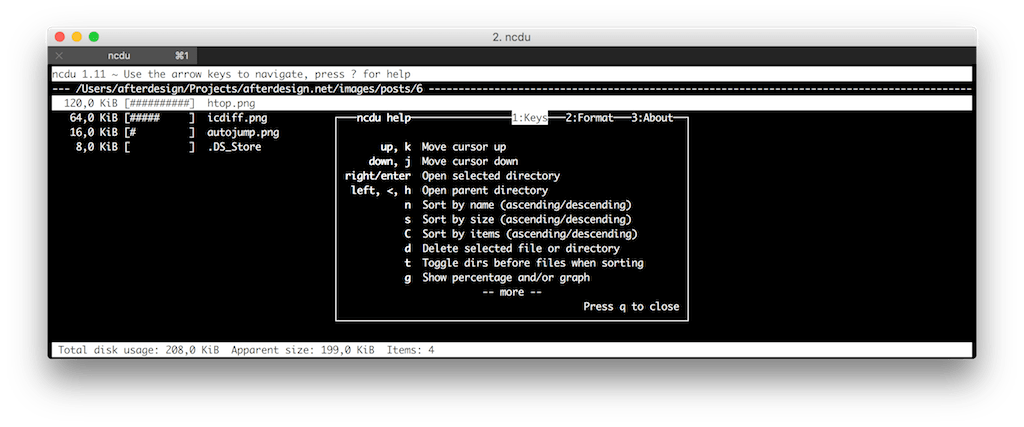 2. ncdu
ncdu ⌘1
ncdu 1.11 ~ Use the arrow keys to navigate, press ? for help
--- /Users/afterdesign/Projects/afterdesign.net/images/posts/6 ---
120,0 KiB [##########] htop.png
64,0 KiB [##### ] icdiff.png
16,0 KiB [# ] autojump.png
8,0 KiB [ ] .DS_Store
ncdu help 1:Keys 2:Format 3:About
up, k Move cursor up
down, j Move cursor down
right/enter Open selected directory
left, <, h Open parent directory
n Sort by name (ascending/descending)
s Sort by size (ascending/descending)
C Sort by items (ascending/descending)
d Delete selected file or directory
t Toggle dirs before files when sorting
g Show percentage and/or graph
-- more --
Press q to close
Total disk usage: 208,0 KiB Apparent size: 199,0 KiB Items: 4